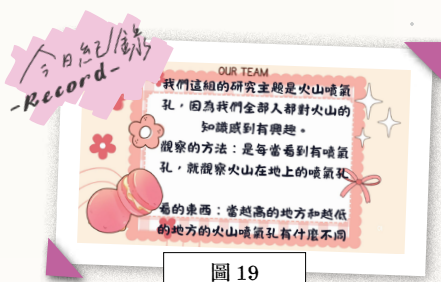 今日紀錄
-Record-
OUR TEAM
我們這組的研究主題是火山噴氣
孔，因為我們全部人都對火山的
知識感到有興趣。
觀察的方法：是每當看到有噴氣
孔，就觀察火山在地上的噴氣孔
看的東西：當越高的地方和越低
的地方的火山噴氣孔有什麼不同
圖 19